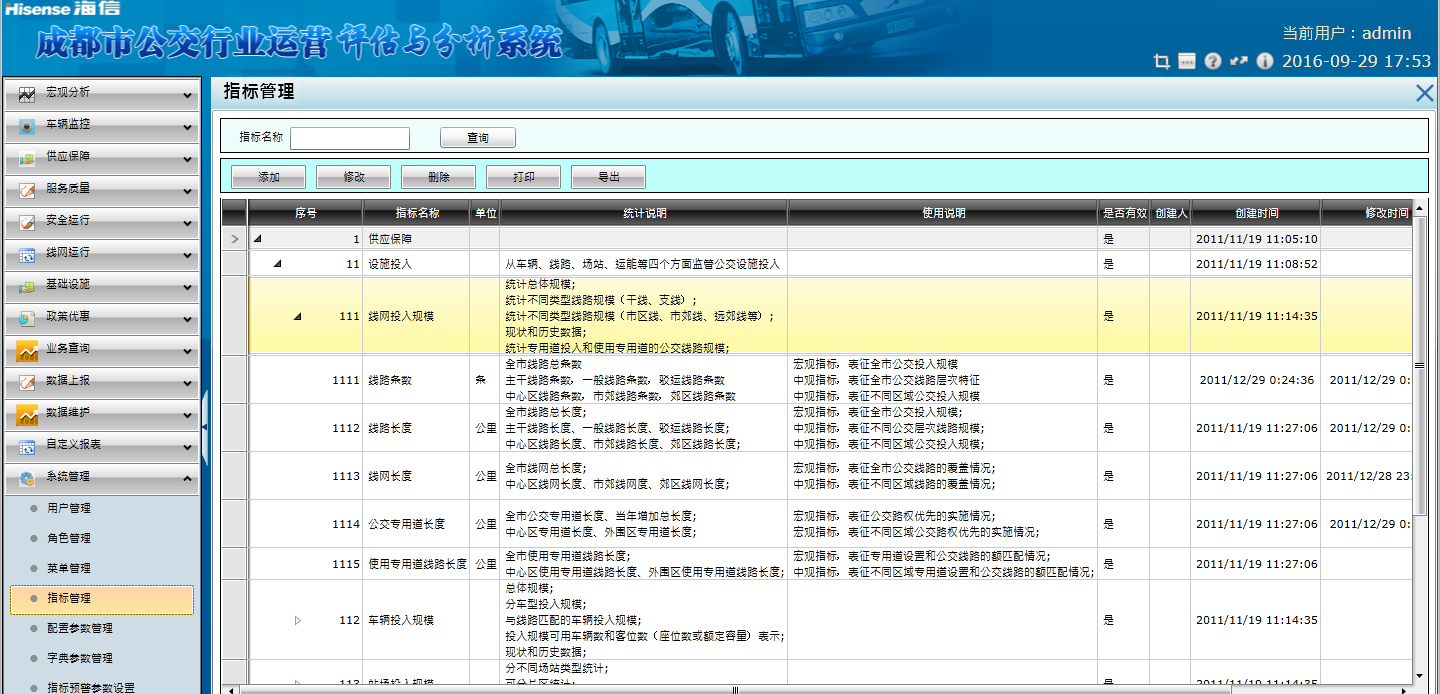 Hisense 海信
成都市公交行业运营评估与分析系统
当前用户：admin
2016-09-29 17:53
宏观分析
车辆监控
供应保障
服务质量
安全运行
线网运行
基础设施
政策优惠
业务查询
数据上报
数据维护
自定义报表
系统管理
用户管理
角色管理
菜单管理
指标管理
配置参数管理
字典参数管理
指标预警参数设置
指标管理
指标名称 查询
添加 修改 删除 打印 导出
序号 指标名称 单位 统计说明 使用说明 是否有效 创建人 创建时间 修改时间
1 供应保障 是 2011/11/19 11:05:10
11 设施投入 从车辆、线路、场站、运能等四个方面监管公交设施投入 是 2011/11/19 11:08:52
统计总体规模;
统计不同类型线路规模（干线、支线）;
111 线网投入规模 统计不同类型线路规模（市区线、市郊线、远郊线等）; 是 2011/11/19 11:14:35
现状和历史数据;
统计专用道投入和使用专用道的公交线路规模;
全市线路总条数 宏观指标，表征全市公交投入规模
1111 线路条数 条 主干线路条数，一般线路条数，驳运线路条数 中观指标，表征全市公交线路层次特征 是 2011/12/29 0:24:36 2011/12/29 0:
中心区线路条数，市郊线路条数，郊区线路条数 中观指标，表征不同区域公交投入规模
全市线路总长度; 宏观指标，表征全市公交投入规模;
1112 线路长度 公里 主干线路长度、一般线路长度、驳运线路长度; 中观指标，表征不同公交层次线路规模; 是 2011/11/19 11:27:06 2011/12/29 0:
中心区线路长度、市郊线路长度、郊区线路长度; 中观指标，表征不同区域公交投入规模;
全市线网总长度; 宏观指标，表征全市公交线路的覆盖情况;
1113 线网长度 公里 中心区线网长度、市郊线网度、郊区线网长度; 中观指标，表征不同区域线路的覆盖情况; 是 2011/11/19 11:27:06 2011/12/28 23:
全市公交专用道长度、当年增加总长度; 宏观指标，表征公交路权优先的实施情况;
1114 公交专用道长度 公里 中心区专用道长度、外围区专用道长度; 宏观指标，表征不同区域公交路权优先的实施情况; 是 2011/11/19 11:27:06 2011/12/29 0:
全市使用专用道线路长度; 宏观指标，表征专用道设置和公交线路的额匹配情况;
1115 使用专用道线路长度 公里 中心区使用专用道线路长度、外围区使用专用道线路长度; 中观指标，表征不同区域专用道设置和公交线路的额匹配情况; 是 2011/11/19 11:27:06
总体规模;
分车型投入规模;
112 车辆投入规模 与线路匹配的车辆投入规模; 是 2011/11/19 11:14:35
投入规模可用车辆数和客位数（座位数或额定容量）表示;
现状和历史数据;
分不同场站类型统计;
113 站场投入规模 可分片区统计; 是 2011/11/19 11:14:35